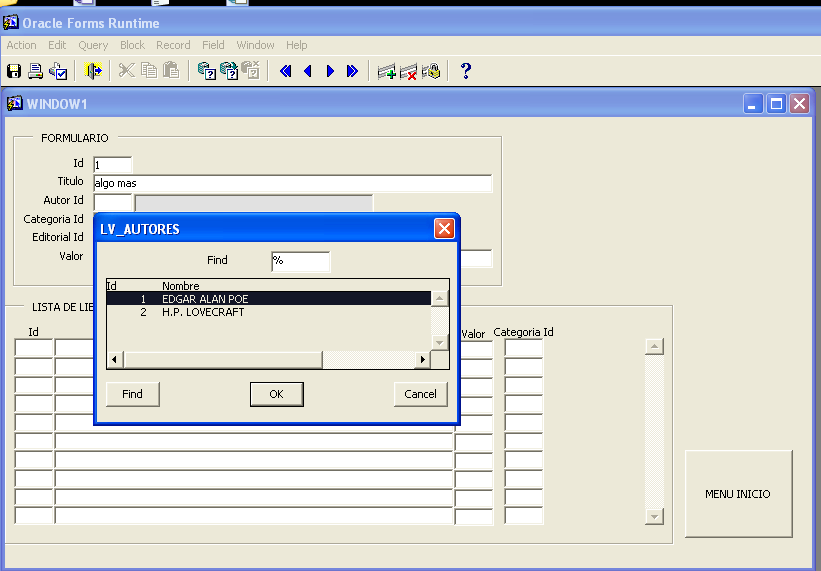 Oracle Forms Runtime
Action Edit Query Block Record Field Window Help
WINDOW1
FORMULARIO
Id 1
Titulo algo mas
Autor Id
Categoria Id
Editorial Id
Valor
LV_AUTORES
Find %
Id Nombre
1 EDGAR ALAN POE
2 H.P. LOVECRAFT
Find OK Cancel
LISTA DE LIB
Id Valor Categoria Id
MENU INICIO